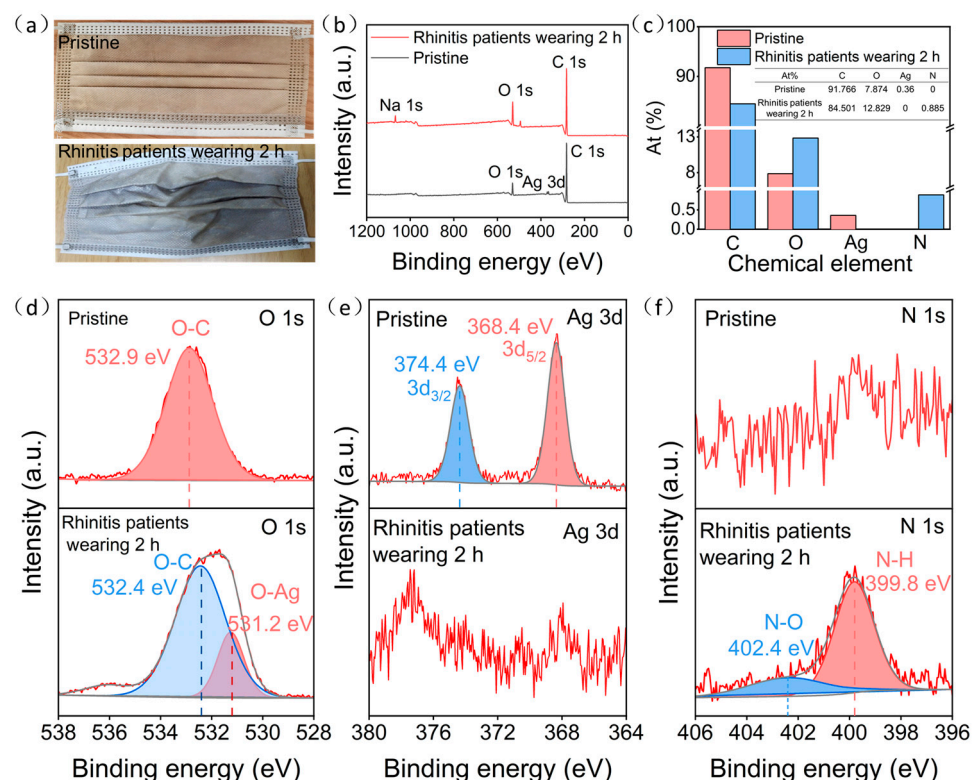 (a)
Pristine
Rhinitis patients wearing 2 h
(b)
Rhinitis patients wearing 2 h
Pristine
C 1s
O 1s
Na 1s
C 1s
O 1s
Ag 3d
Intensity (a.u.)
1200 1000 800 600 400 200 0
Binding energy (eV)
(c)
Pristine
Rhinitis patients wearing 2 h
At% C O Ag N
Pristine 91.766 7.874 0.36 0
Rhinitis patients
wearing 2 h 84.501 12.829 0 0.885
At (%)
100
90
13
8
0.5
0.0
C O Ag N
Chemical element
(d)
Pristine
O 1s
O-C
532.9 eV
Rhinitis patients
wearing 2 h
O 1s
O-C
532.4 eV
O-Ag
531.2 eV
Intensity (a.u.)
538 536 534 532 530 528
Binding energy (eV)
(e)
Pristine
Ag 3d
368.4 eV
3d5/2
374.4 eV
3d3/2
Rhinitis patients
wearing 2 h
Ag 3d
Intensity (a.u.)
380 376 372 368 364
Binding energy (eV)
(f)
Pristine
N 1s
Rhinitis patients
wearing 2 h
N 1s
N-H
399.8 eV
N-O
402.4 eV
Intensity (a.u.)
406 404 402 400 398 396
Binding energy (eV)